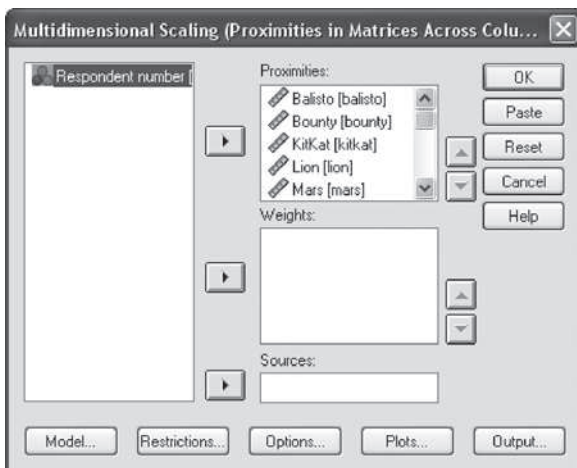 Multidimensional Scaling (Proximities in Matrices Across Colu...
Respondent number [
Proximities:
Balisto [balisto]
Bounty [bounty]
KitKat [kitkat]
Lion [lion]
Mars [mars]
Weights:
Sources:
OK
Paste
Reset
Cancel
Help
Model...
Restrictions...
Options...
Plots...
Output...